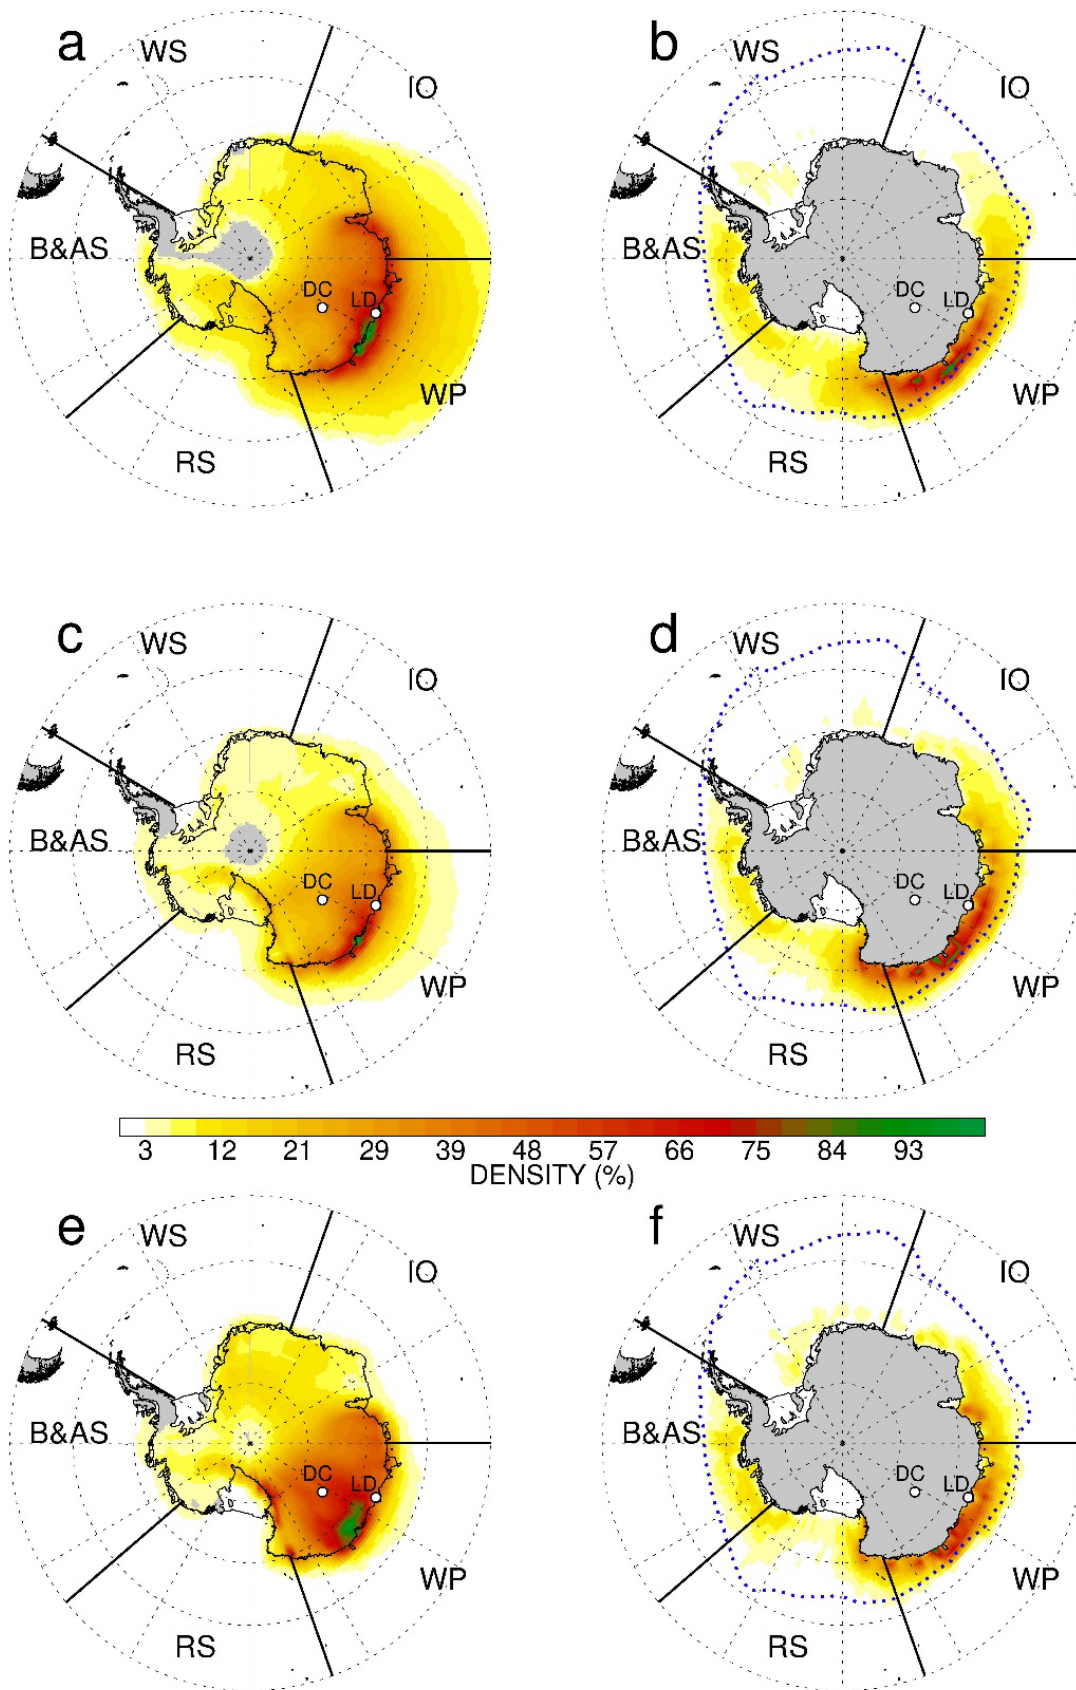 a
WS
IO
B&AS
DC
LD
WP
RS
b
WS
IO
B&AS
DC
LD
WP
RS
c
WS
IO
B&AS
DC
LD
WP
RS
d
WS
IO
B&AS
DC
LD
WP
RS
3 12 21 29 39 48 57 66 75 84 93
DENSITY (%)
e
WS
IO
B&AS
DC
LD
WP
RS
f
WS
IO
B&AS
DC
LD
WP
RS